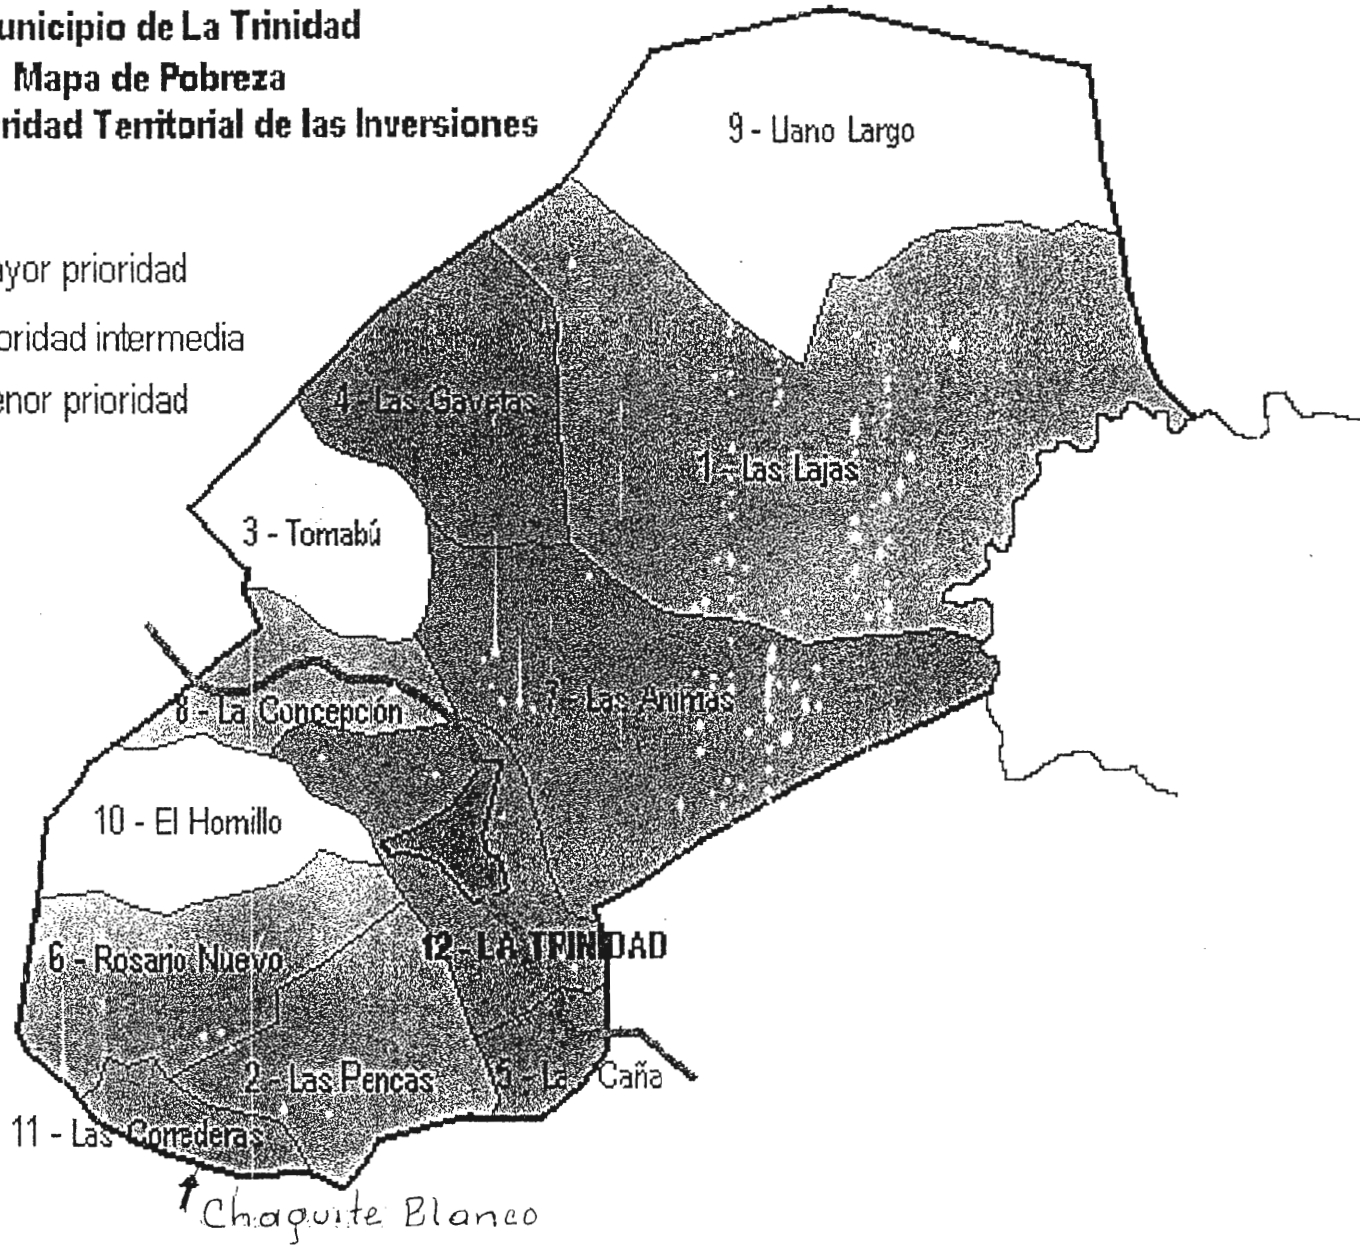 unicipio de La Trinidad
Mapa de Pobreza
ridad Territorial de las Inversiones
9 - Llano Largo
ayor prioridad
oridad intermedia
enor prioridad
4 - Las Gavetas
1 - Las Lajas
3 - Tomabú
7 - Las Animas
8 - La Concepción
10 - El Hornillo
12 - LA TRINIDAD
6 - Rosario Nuevo
2 - Las Pencas
5 - La Caña
11 - Las Correderas
Chaguite Blanco